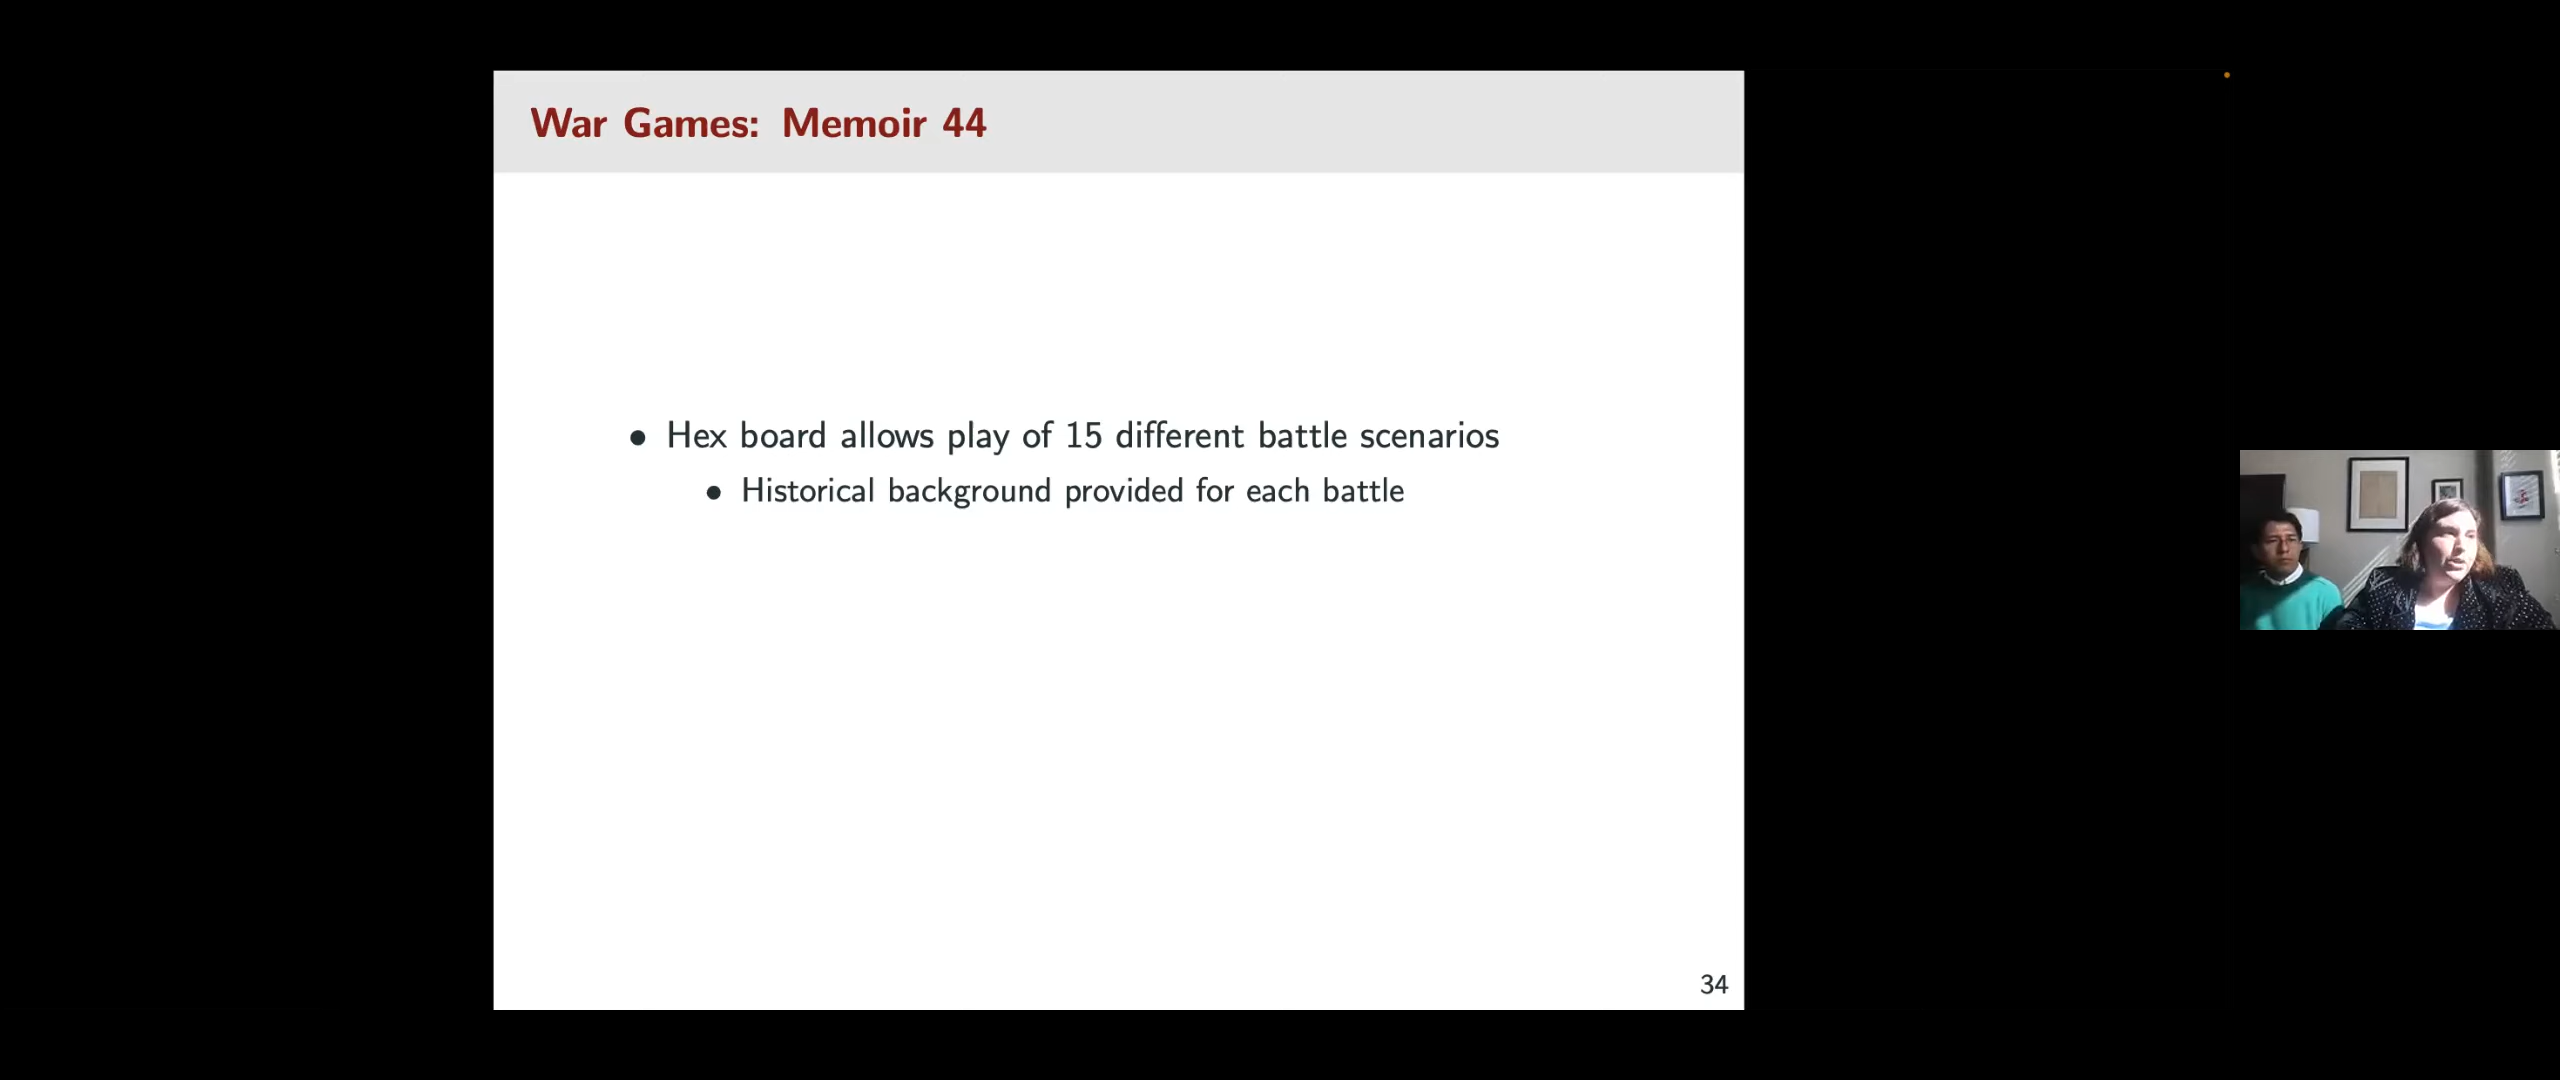 War Games: Memoir 44
• Hex board allows play of 15 different battle scenarios
• Historical background provided for each battle
34